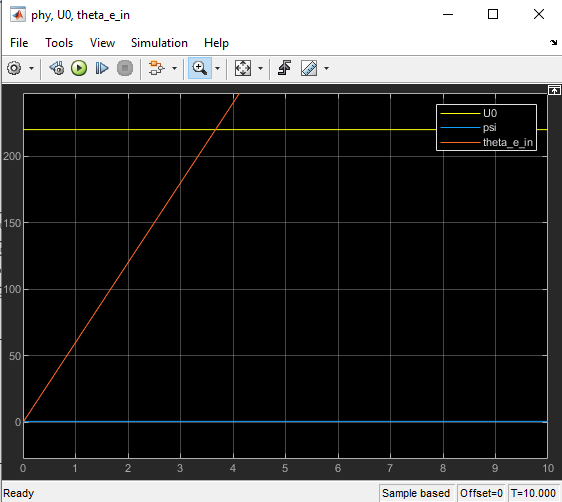 phy, U0, theta_e_in
File Tools View Simulation Help
U0
psi
theta_e_in
200
150
100
50
0
0 1 2 3 4 5 6 7 8 9 10
Ready Sample based Offset=0 T=10.000